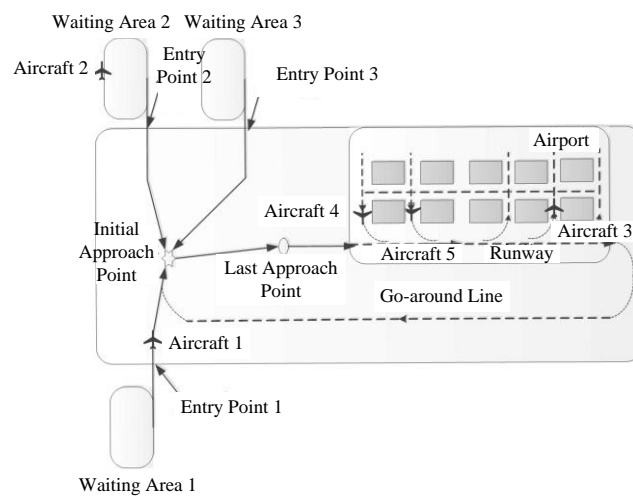 Waiting Area 2
Waiting Area 3
Aircraft 2
Entry
Point 2
Entry Point 3
Airport
Aircraft 4
Initial
Approach
Point
Aircraft 3
Aircraft 5
Runway
Last Approach
Point
Go-around Line
Aircraft 1
Entry Point 1
Waiting Area 1